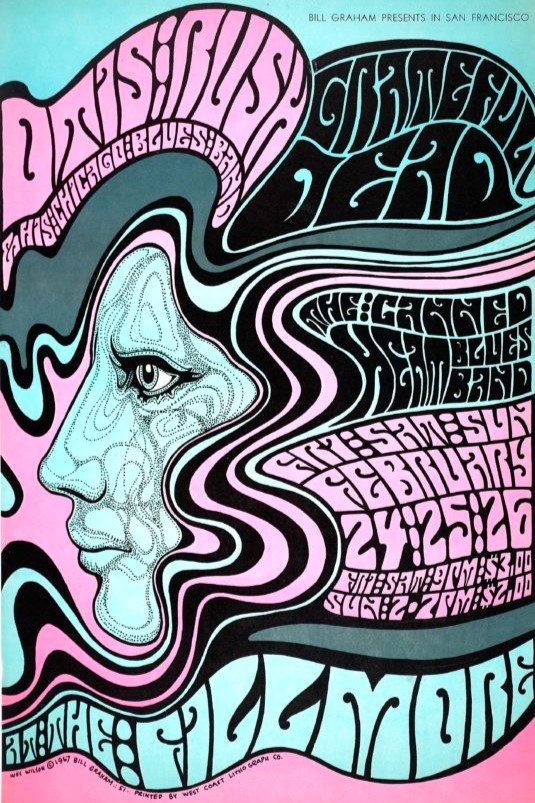 BILL GRAHAM PRESENTS IN SAN FRANCISCO
OTIS:RUSH
& HIS:CHICAGO:BLUES:BAND
GRATEFUL
DEAD
THE:CANNED
HEAT BLUES
BAND
FRI:SAT:SUN
FEBRUARY
24:25:26
FRI:SAT:9PM:$3.00
SUN:2-7PM:$2.00
AT:THE:FILLMORE
WES WILSON © 1967 BILL GRAHAM #51. PRINTED BY WEST COAST LITHOGRAPH CO.